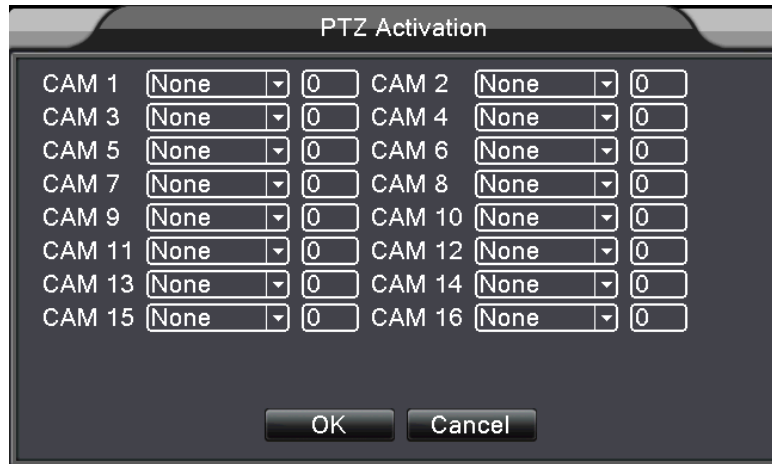 PTZ Activation
CAM 1 None 0 CAM 2 None 0
CAM 3 None 0 CAM 4 None 0
CAM 5 None 0 CAM 6 None 0
CAM 7 None 0 CAM 8 None 0
CAM 9 None 0 CAM 10 None 0
CAM 11 None 0 CAM 12 None 0
CAM 13 None 0 CAM 14 None 0
CAM 15 None 0 CAM 16 None 0
OK Cancel